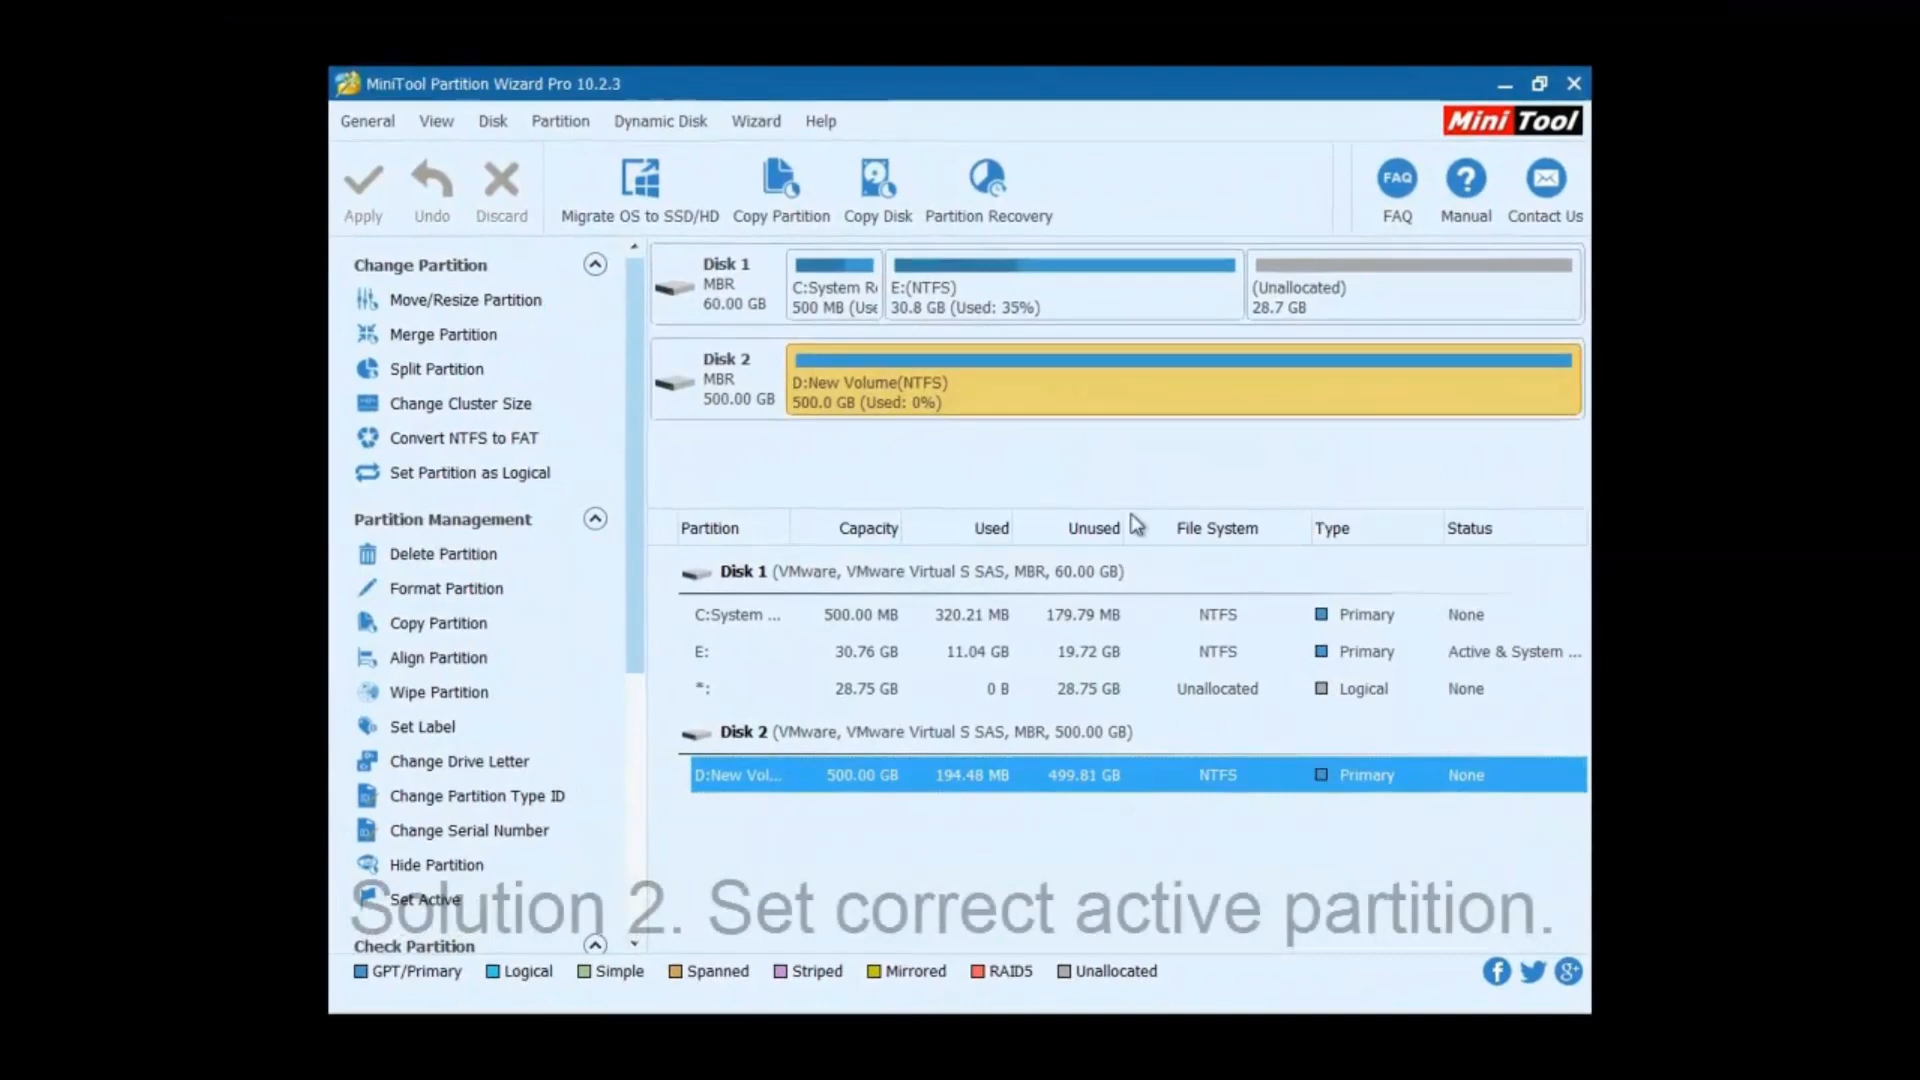 MiniTool Partition Wizard Pro 10.2.3
General View Disk Partition Dynamic Disk Wizard Help
Mini Tool
Apply Undo Discard Migrate OS to SSD/HD Copy Partition Copy Disk Partition Recovery
FAQ
FAQ Manual Contact Us
Change Partition
Move/Resize Partition
Merge Partition
Split Partition
Change Cluster Size
Convert NTFS to FAT
Set Partition as Logical
Partition Management
Delete Partition
Format Partition
Copy Partition
Align Partition
Wipe Partition
Set Label
Change Drive Letter
Change Partition Type ID
Change Serial Number
Hide Partition
Set Active
Check Partition
Disk 1
MBR
60.00 GB
C:System Re
500 MB (Use
E:(NTFS)
30.8 GB (Used: 35%)
(Unallocated)
28.7 GB
Disk 2
MBR
500.00 GB
D:New Volume(NTFS)
500.0 GB (Used: 0%)
Partition Capacity Used Unused File System Type Status
Disk 1 (VMware, VMware Virtual S SAS, MBR, 60.00 GB)
C:System ... 500.00 MB 320.21 MB 179.79 MB NTFS Primary None
E: 30.76 GB 11.04 GB 19.72 GB NTFS Primary Active & System ...
*: 28.75 GB 0 B 28.75 GB Unallocated Logical None
Disk 2 (VMware, VMware Virtual S SAS, MBR, 500.00 GB)
D:New Vol... 500.00 GB 194.48 MB 499.81 GB NTFS Primary None
Solution 2. Set correct active partition.
GPT/Primary Logical Simple Spanned Striped Mirrored RAID5 Unallocated